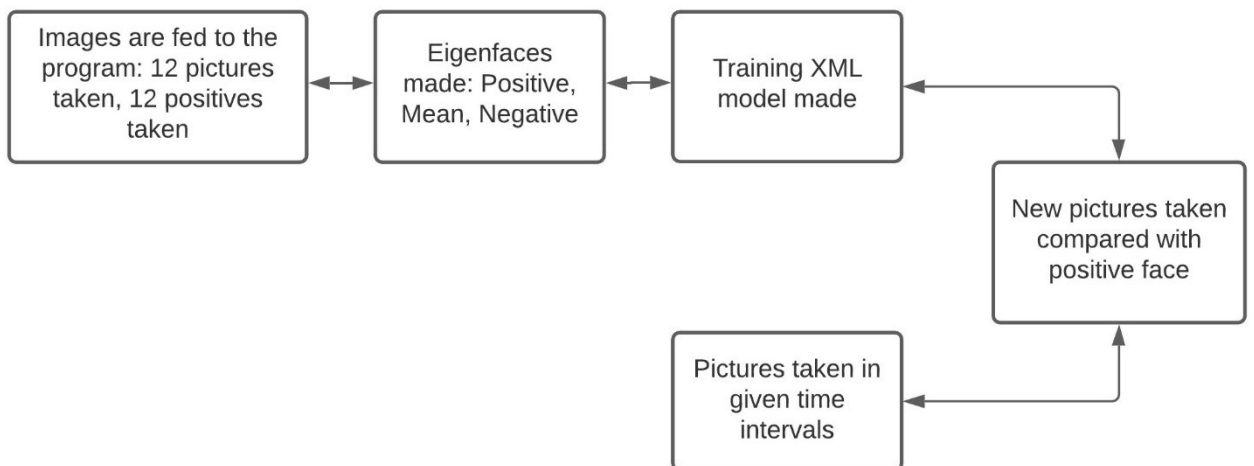 Images are fed to the
program: 12 pictures
taken, 12 positives
taken
Eigenfaces
made: Positive,
Mean, Negative
Training XML
model made
New pictures taken
compared with
positive face
Pictures taken in
given time
intervals